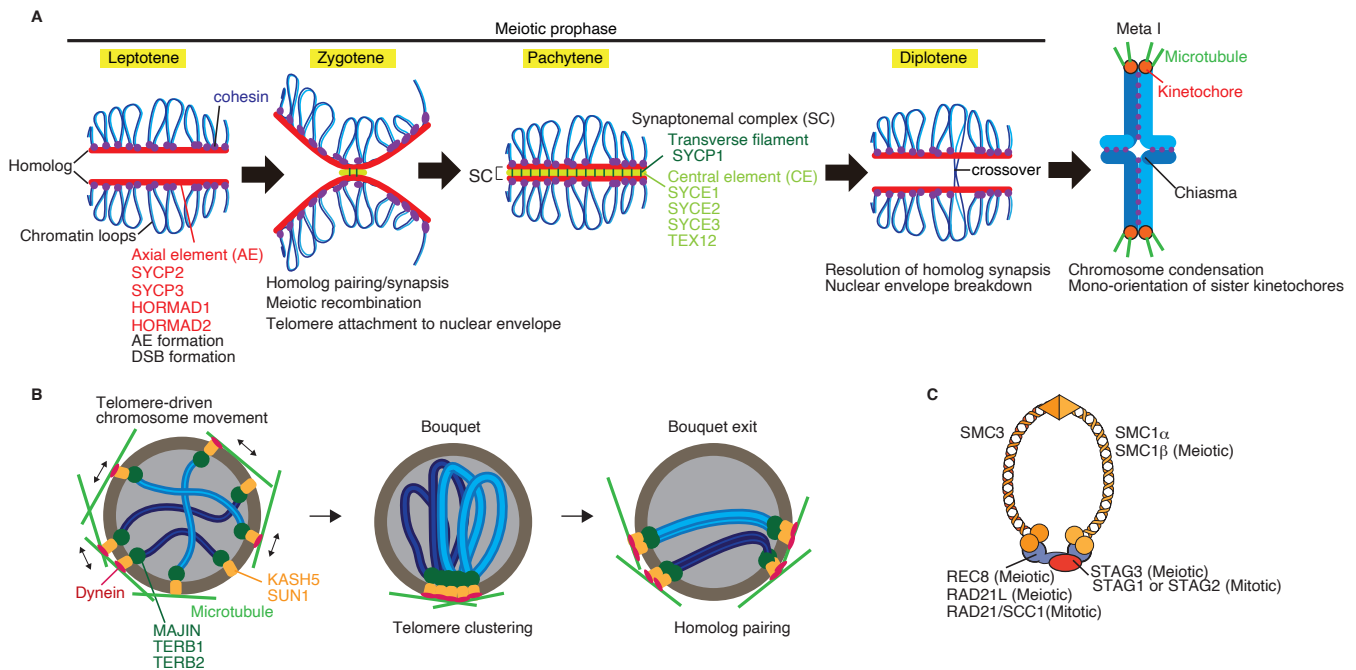 A
Meiotic prophase
Leptotene
Zygotene
Pachytene
Diplotene
Meta I
cohesin
Homolog
Chromatin loops
Axial element (AE)
SYCP2
SYCP3
HORMAD1
HORMAD2
AE formation
DSB formation
Homolog pairing/synapsis
Meiotic recombination
Telomere attachment to nuclear envelope
SC
Synaptonemal complex (SC)
Transverse filament
SYCP1
Central element (CE)
SYCE1
SYCE2
SYCE3
TEX12
crossover
Resolution of homolog synapsis
Nuclear envelope breakdown
Microtubule
Kinetochore
Chiasma
Chromosome condensation
Mono-orientation of sister kinetochores
B
Telomere-driven
chromosome movement
Dynein
KASH5
SUN1
Microtubule
MAJIN
TERB1
TERB2
Bouquet
Telomere clustering
Bouquet exit
Homolog pairing
C
SMC3
SMC1α
SMC1β (Meiotic)
REC8 (Meiotic)
RAD21L (Meiotic)
RAD21/SCC1(Mitotic)
STAG3 (Meiotic)
STAG1 or STAG2 (Mitotic)